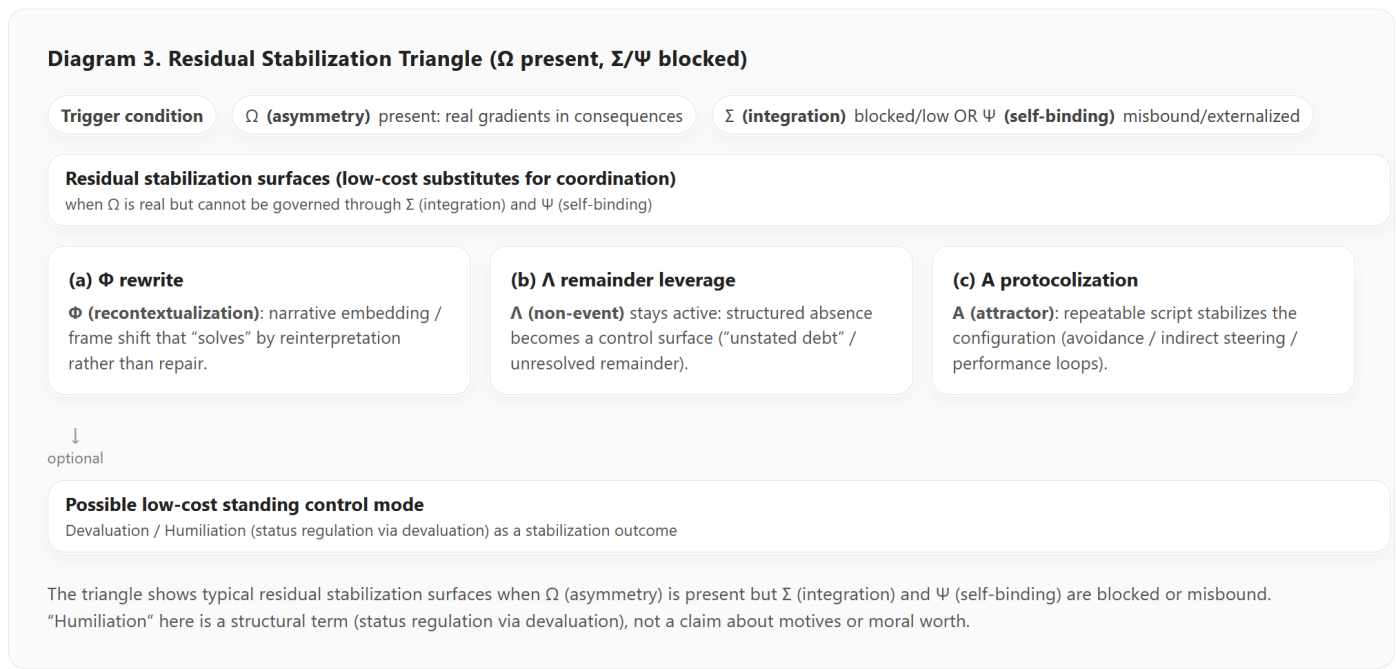 Diagram 3. Residual Stabilization Triangle (Ω present, Σ/Ψ blocked)
Trigger condition
Ω (asymmetry) present: real gradients in consequences
Σ (integration) blocked/low OR Ψ (self-binding) misbound/externalized
Residual stabilization surfaces (low-cost substitutes for coordination)
when Ω is real but cannot be governed through Σ (integration) and Ψ (self-binding)
(a) Φ rewrite
Φ (recontextualization): narrative embedding /
frame shift that “solves” by reinterpretation
rather than repair.
(b) Λ remainder leverage
Λ (non-event) stays active: structured absence
becomes a control surface (“unstated debt” /
unresolved remainder).
(c) A protocolization
A (attractor): repeatable script stabilizes the
configuration (avoidance / indirect steering /
performance loops).
↓
optional
Possible low-cost standing control mode
Devaluation / Humiliation (status regulation via devaluation) as a stabilization outcome
The triangle shows typical residual stabilization surfaces when Ω (asymmetry) is present but Σ (integration) and Ψ (self-binding) are blocked or misbound.
“Humiliation” here is a structural term (status regulation via devaluation), not a claim about motives or moral worth.